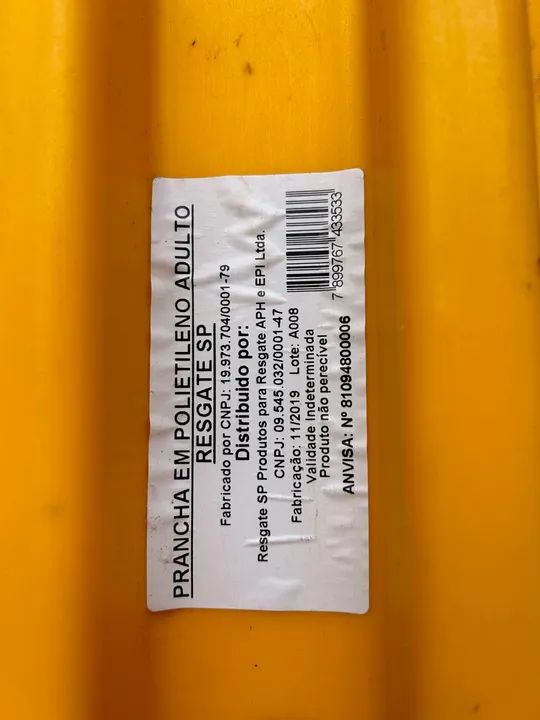 PRANCHA EM POLIETILENO ADULTO
RESGATE SP
Fabricado por CNPJ: 19.973.704/0001-79
Distribuido por:
Resgate SP Produtos para Resgate APH e EPI Ltda.
CNPJ: 09.545.032/0001-47
Fabricação: 11/2019 Lote: A008
Validade Indeterminada
Produto não perecível
ANVISA: Nº 81094800006
7 899767 433533